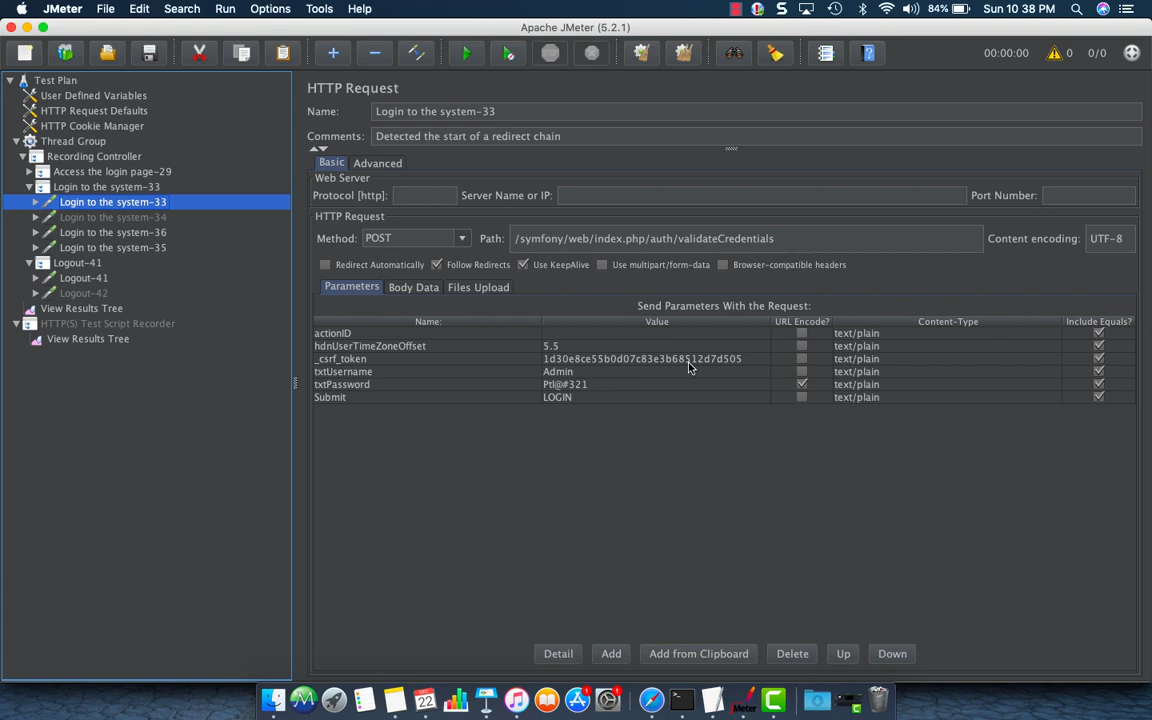 JMeter File Edit Search Run Options Tools Help 84% Sun 10 38 PM
Apache JMeter (5.2.1)
00:00:00 0 0/0
Test Plan
User Defined Variables
HTTP Request Defaults
HTTP Cookie Manager
Thread Group
Recording Controller
Access the login page-29
Login to the system-33
Login to the system-33
Login to the system-34
Login to the system-36
Login to the system-35
Logout-41
Logout-41
Logout-42
View Results Tree
HTTP(S) Test Script Recorder
View Results Tree
HTTP Request
Name: Login to the system-33
Comments: Detected the start of a redirect chain
Basic Advanced
Web Server
Protocol [http]: Server Name or IP: Port Number:
HTTP Request
Method: POST Path: /symfony/web/index.php/auth/validateCredentials Content encoding: UTF-8
Redirect Automatically Follow Redirects Use KeepAlive Use multipart/form-data Browser-compatible headers
Parameters Body Data Files Upload
Send Parameters With the Request:
Name: Value URL Encode? Content-Type Include Equals?
actionID text/plain
hdnUserTimeZoneOffset 5.5 text/plain
_csrf_token 1d30e8ce55b0d07c83e3b68512d7d505 text/plain
txtUsername Admin text/plain
txtPassword Ptl@#321 text/plain
Submit LOGIN text/plain
Detail Add Add from Clipboard Delete Up Down